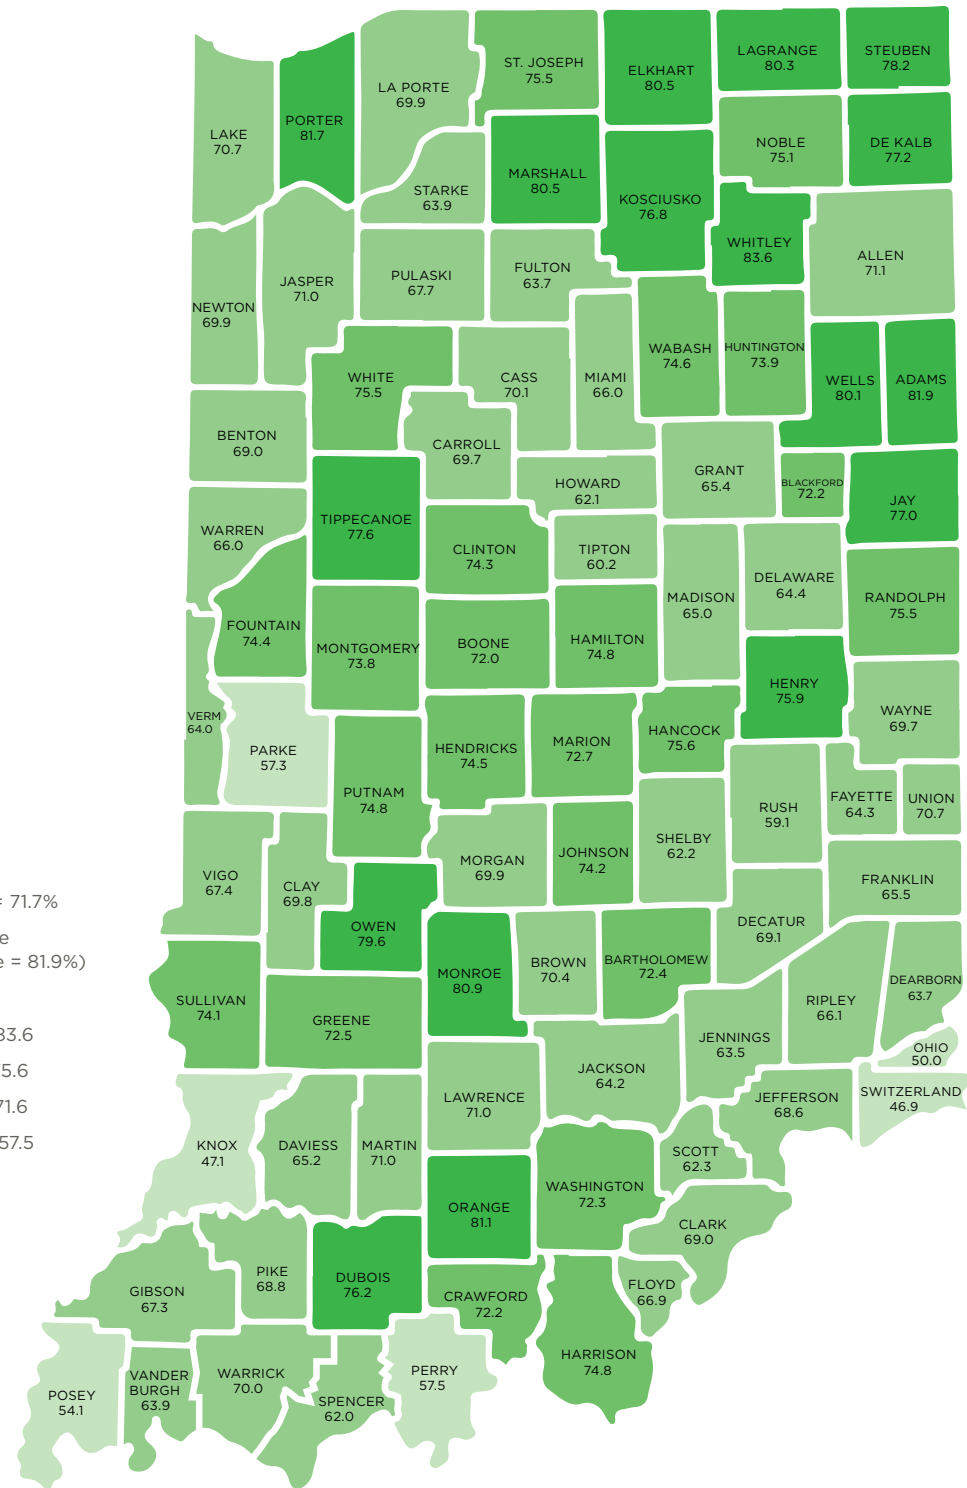 ST. JOSEPH
75.5
ELKHART
80.5
LAGRANGE
80.3
STEUBEN
78.2
LA PORTE
69.9
PORTER
81.7
LAKE
70.7
NOBLE
75.1
DE KALB
77.2
MARSHALL
80.5
STARKE
63.9
KOSCIUSKO
76.8
WHITLEY
83.6
ALLEN
71.1
JASPER
71.0
PULASKI
67.7
FULTON
63.7
NEWTON
69.9
WABASH
74.6
HUNTINGTON
73.9
WHITE
75.5
CASS
70.1
MIAMI
66.0
WELLS
80.1
ADAMS
81.9
BENTON
69.0
CARROLL
69.7
GRANT
65.4
HOWARD
62.1
BLACKFORD
72.2
JAY
77.0
WARREN
66.0
TIPPECANOE
77.6
CLINTON
74.3
TIPTON
60.2
MADISON
65.0
DELAWARE
64.4
RANDOLPH
75.5
FOUNTAIN
74.4
MONTGOMERY
73.8
BOONE
72.0
HAMILTON
74.8
HENRY
75.9
VERM
64.0
PARKE
57.3
HENDRICKS
74.5
MARION
72.7
HANCOCK
75.6
WAYNE
69.7
PUTNAM
74.8
RUSH
59.1
FAYETTE
64.3
UNION
70.7
VIGO
67.4
CLAY
69.8
MORGAN
69.9
JOHNSON
74.2
SHELBY
62.2
FRANKLIN
65.5
= 71.7%
OWEN
79.6
DECATUR
69.1
e
e = 81.9%)
MONROE
80.9
BROWN
70.4
BARTHOLOMEW
72.4
SULLIVAN
74.1
GREENE
72.5
RIPLEY
66.1
DEARBORN
63.7
33.6
JENNINGS
63.5
OHIO
50.0
75.6
JACKSON
64.2
LAWRENCE
71.0
JEFFERSON
68.6
SWITZERLAND
46.9
71.6
57.5
KNOX
47.1
DAVIESS
65.2
MARTIN
71.0
SCOTT
62.3
ORANGE
81.1
WASHINGTON
72.3
CLARK
69.0
GIBSON
67.3
PIKE
68.8
DUBOIS
76.2
CRAWFORD
72.2
FLOYD
66.9
HARRISON
74.8
POSEY
54.1
VANDER
BURGH
63.9
WARRICK
70.0
SPENCER
62.0
PERRY
57.5